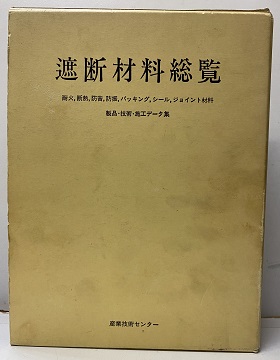 遮断材料総覧
耐火,断熱,防音,防振,パッキング,シール,ジョイント材料
製品・技術・施工データ集
産業技術センター